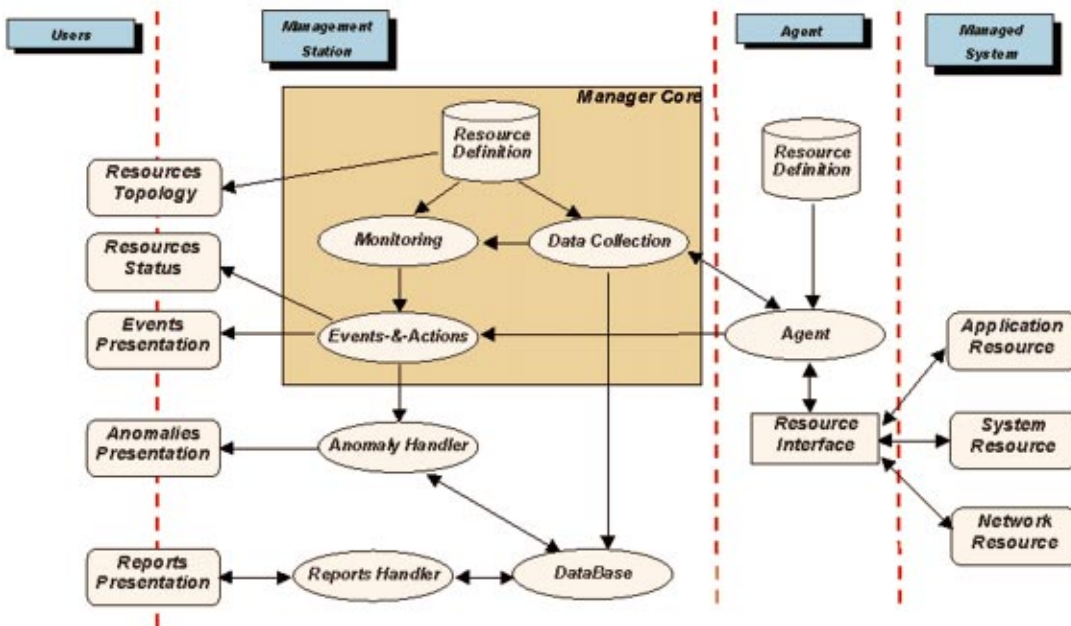 Users
Management
Station
Agent
Managed
System
Manager Core
Resource
Definition
Resource
Definition
Resources
Topology
Monitoring
Data Collection
Resources
Status
Events
Presentation
Events-&-Actions
Agent
Application
Resource
Anomalies
Presentation
Anomaly Handler
Resource
Interface
System
Resource
Network
Resource
Reports
Presentation
Reports Handler
DataBase